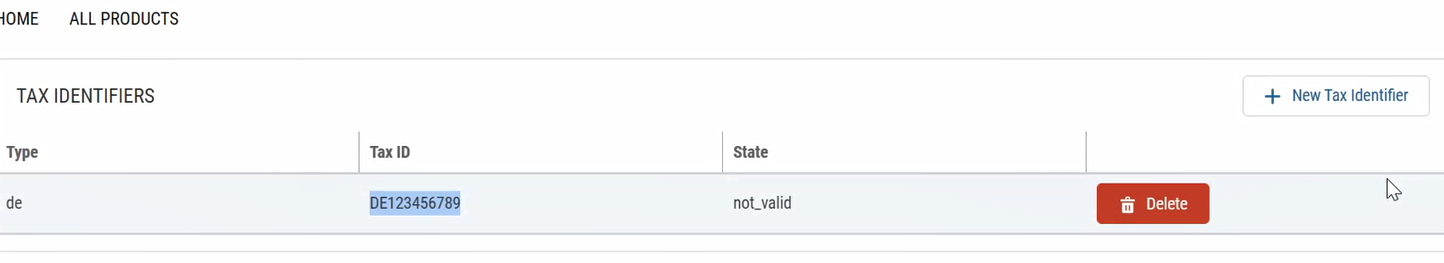 HOME ALL PRODUCTS
TAX IDENTIFIERS
New Tax Identifier
Type Tax ID State
de DE123456789 not_valid Delete